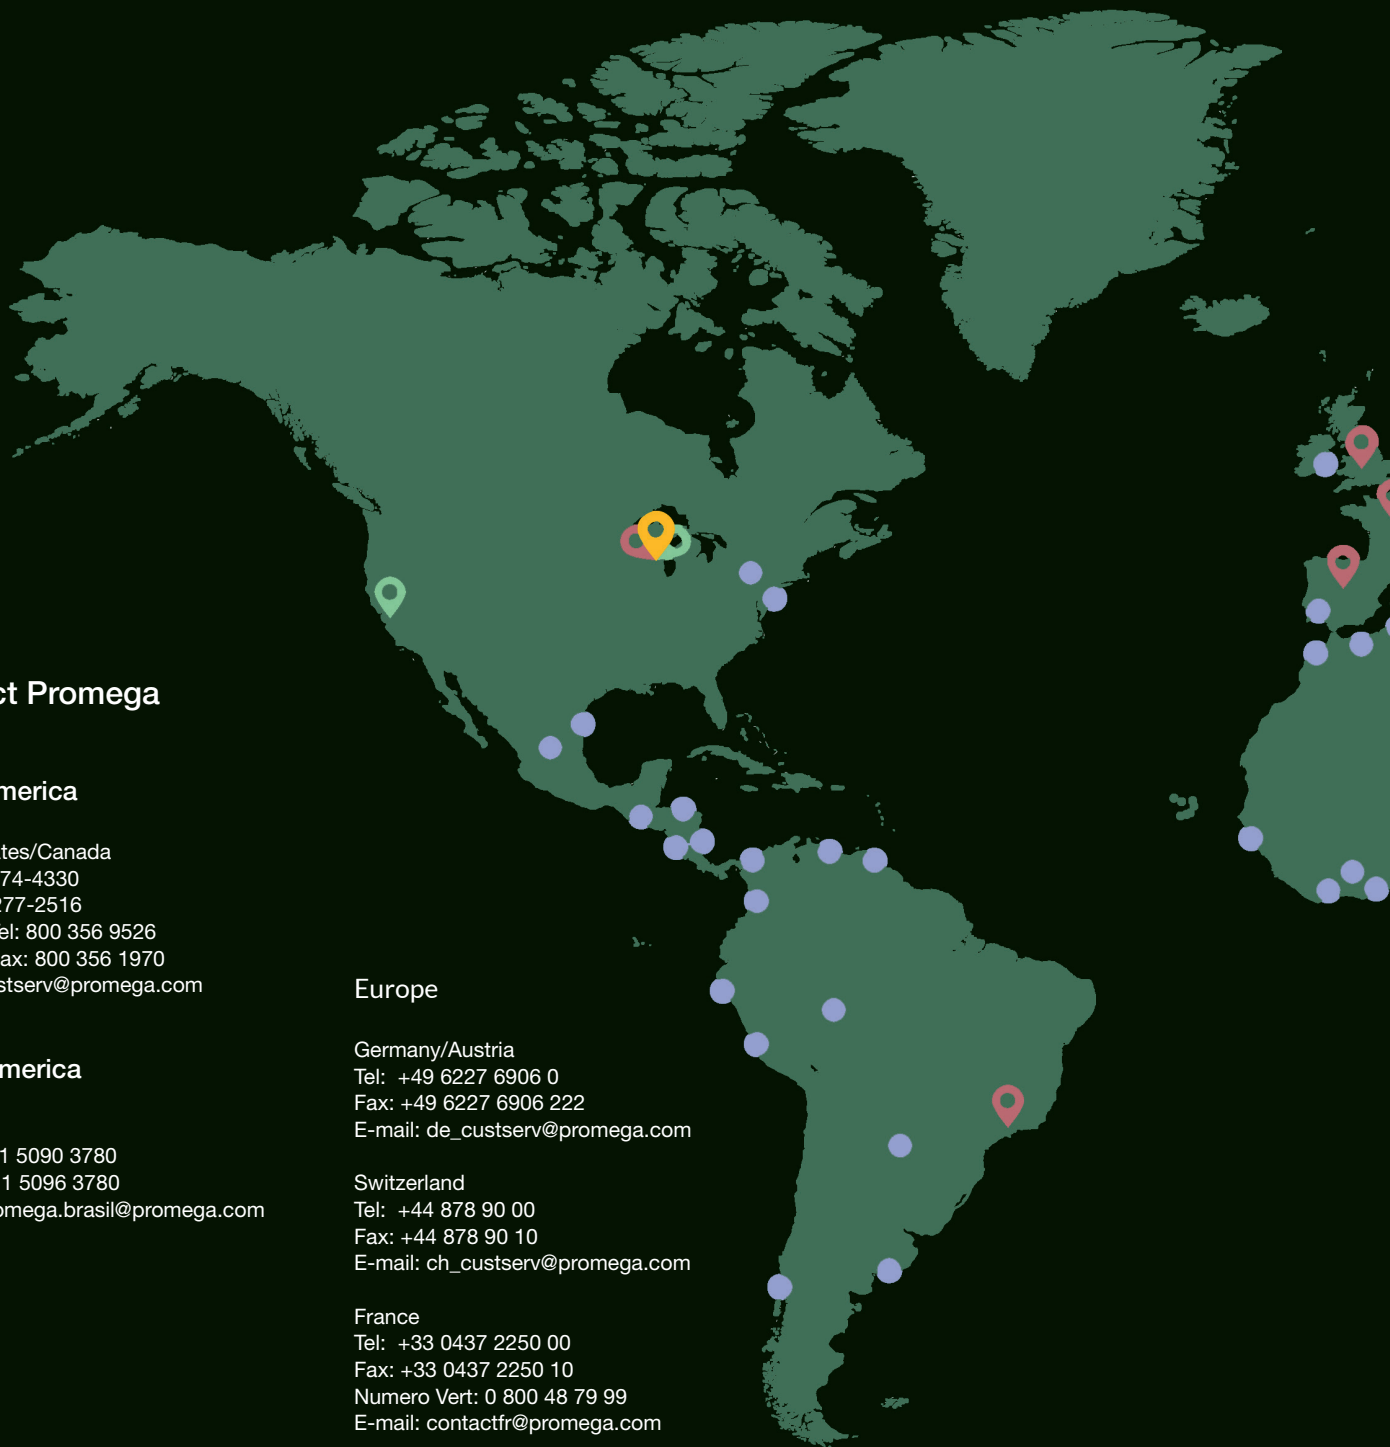 ct Promega
merica
tes/Canada
74-4330
277-2516
el: 800 356 9526
ax: 800 356 1970
stserv@promega.com
merica
1 5090 3780
1 5096 3780
omega.brasil@promega.com
Europe
Germany/Austria
Tel: +49 6227 6906 0
Fax: +49 6227 6906 222
E-mail: de_custserv@promega.com
Switzerland
Tel: +44 878 90 00
Fax: +44 878 90 10
E-mail: ch_custserv@promega.com
France
Tel: +33 0437 2250 00
Fax: +33 0437 2250 10
Numero Vert: 0 800 48 79 99
E-mail: contactfr@promega.com